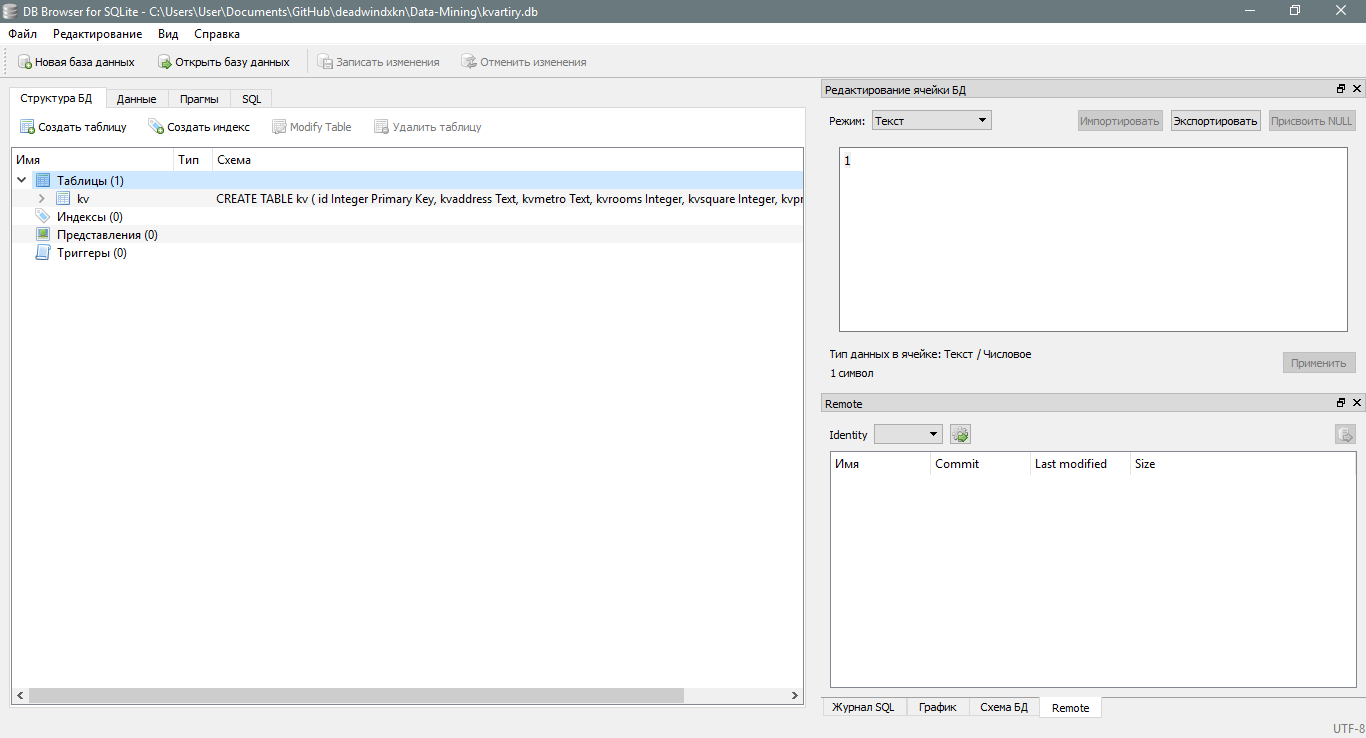 DB Browser for SQLite - C:\Users\User\Documents\GitHub\deadwindxkn\Data-Mining\kvartiry.db
Файл Редактирование Вид Справка
Новая база данных Открыть базу данных Записать изменения Отменить изменения
Структура БД Данные Прагмы SQL
Создать таблицу Создать индекс Modify Table Удалить таблицу
Имя Тип Схема
Таблицы (1)
kv CREATE TABLE kv ( id Integer Primary Key, kvaddress Text, kvmetro Text, kvrooms Integer, kvsquare Integer, kvpr
Индексы (0)
Представления (0)
Триггеры (0)
Редактирование ячейки БД
Режим: Текст Импортировать Экспортировать Присвоить NULL
1
Тип данных в ячейке: Текст / Числовое
1 символ
Применить
Remote
Identity
Имя Commit Last modified Size
Журнал SQL График Схема БД Remote
UTF-8